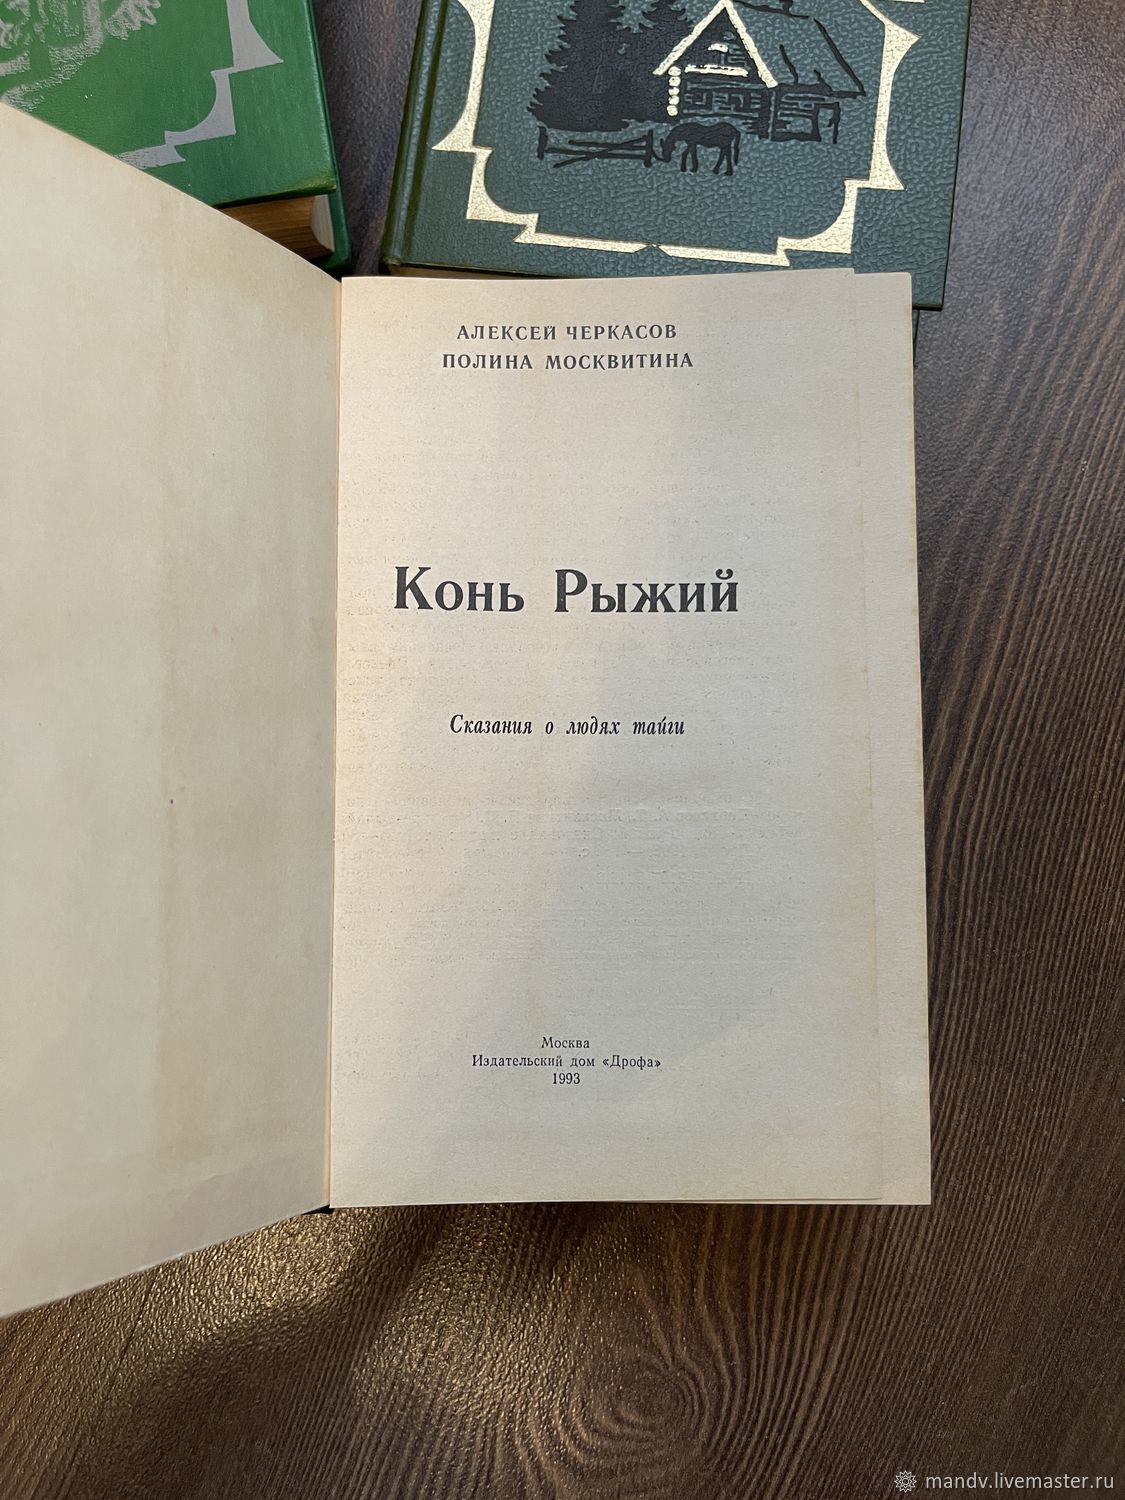 АЛЕКСЕЙ ЧЕРКАСОВ
ПОЛИНА МОСКВИТИНА
Конь Рыжий
Сказания о людях тайги
Москва
Издательский дом «Дрофа»
1993
mandv.livemaster.ru